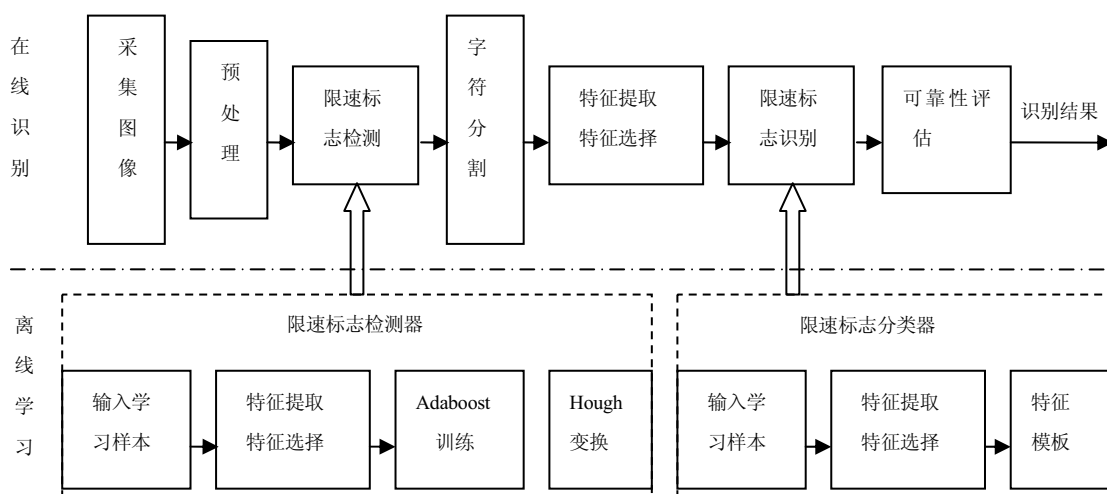 在线识别
采集图像
预处理
限速标
志检测
字符分割
特征提取
特征选择
限速标
志识别
可靠性评
估
识别结果
离线学习
限速标志检测器
输入学
习样本
特征提取
特征选择
Adaboost
训练
Hough
变换
限速标志分类器
输入学
习样本
特征提取
特征选择
特征
模板